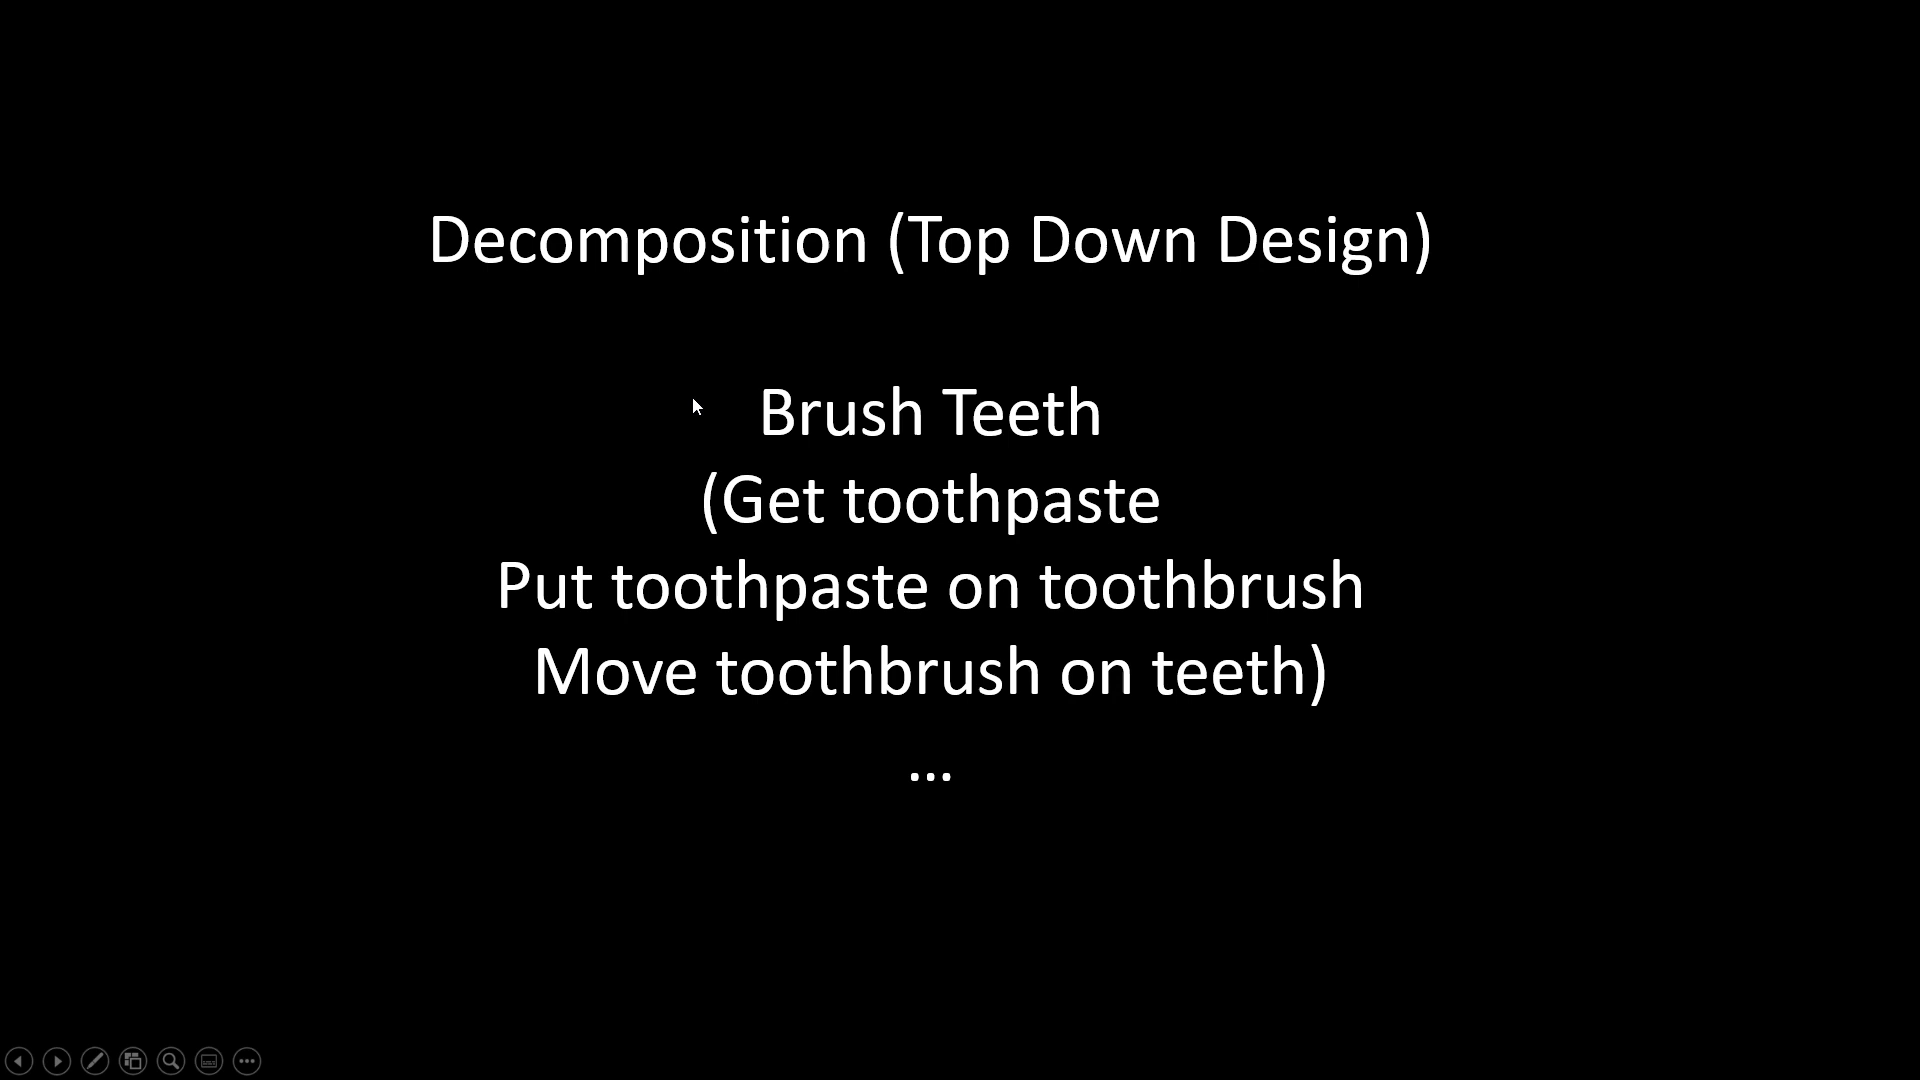 Decomposition (Top Down Design)
Brush Teeth
(Get toothpaste
Put toothpaste on toothbrush
Move toothbrush on teeth)
...